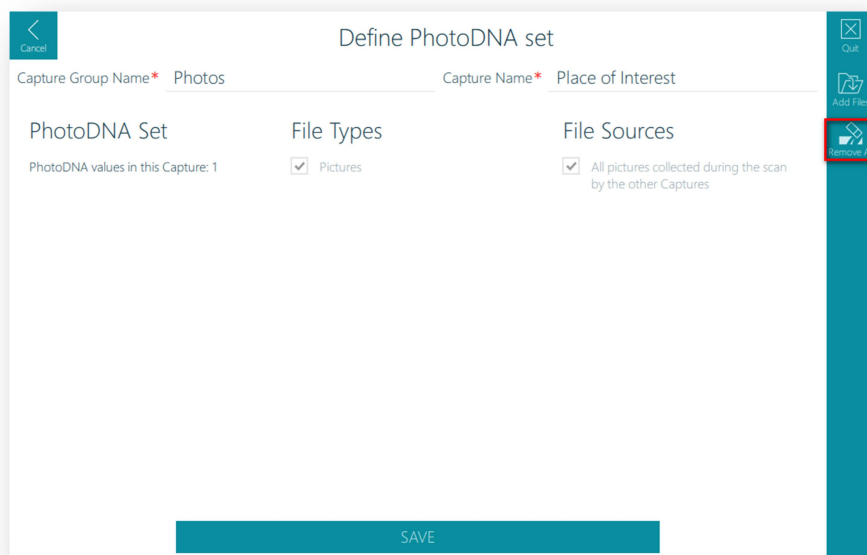 Cancel
Define PhotoDNA set
Quit
Capture Group Name* Photos
Capture Name* Place of Interest
Add Files
Remove A
PhotoDNA Set
PhotoDNA values in this Capture: 1
File Types
Pictures
File Sources
All pictures collected during the scan
by the other Captures
SAVE